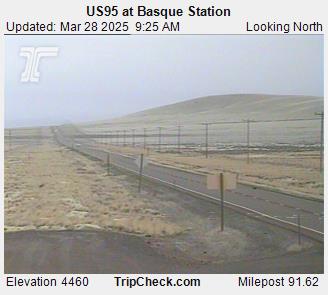 US95 at Basque Station
Updated: Mar 28 2025 9:25 AM Looking North
Elevation 4460 TripCheck.com Milepost 91.62